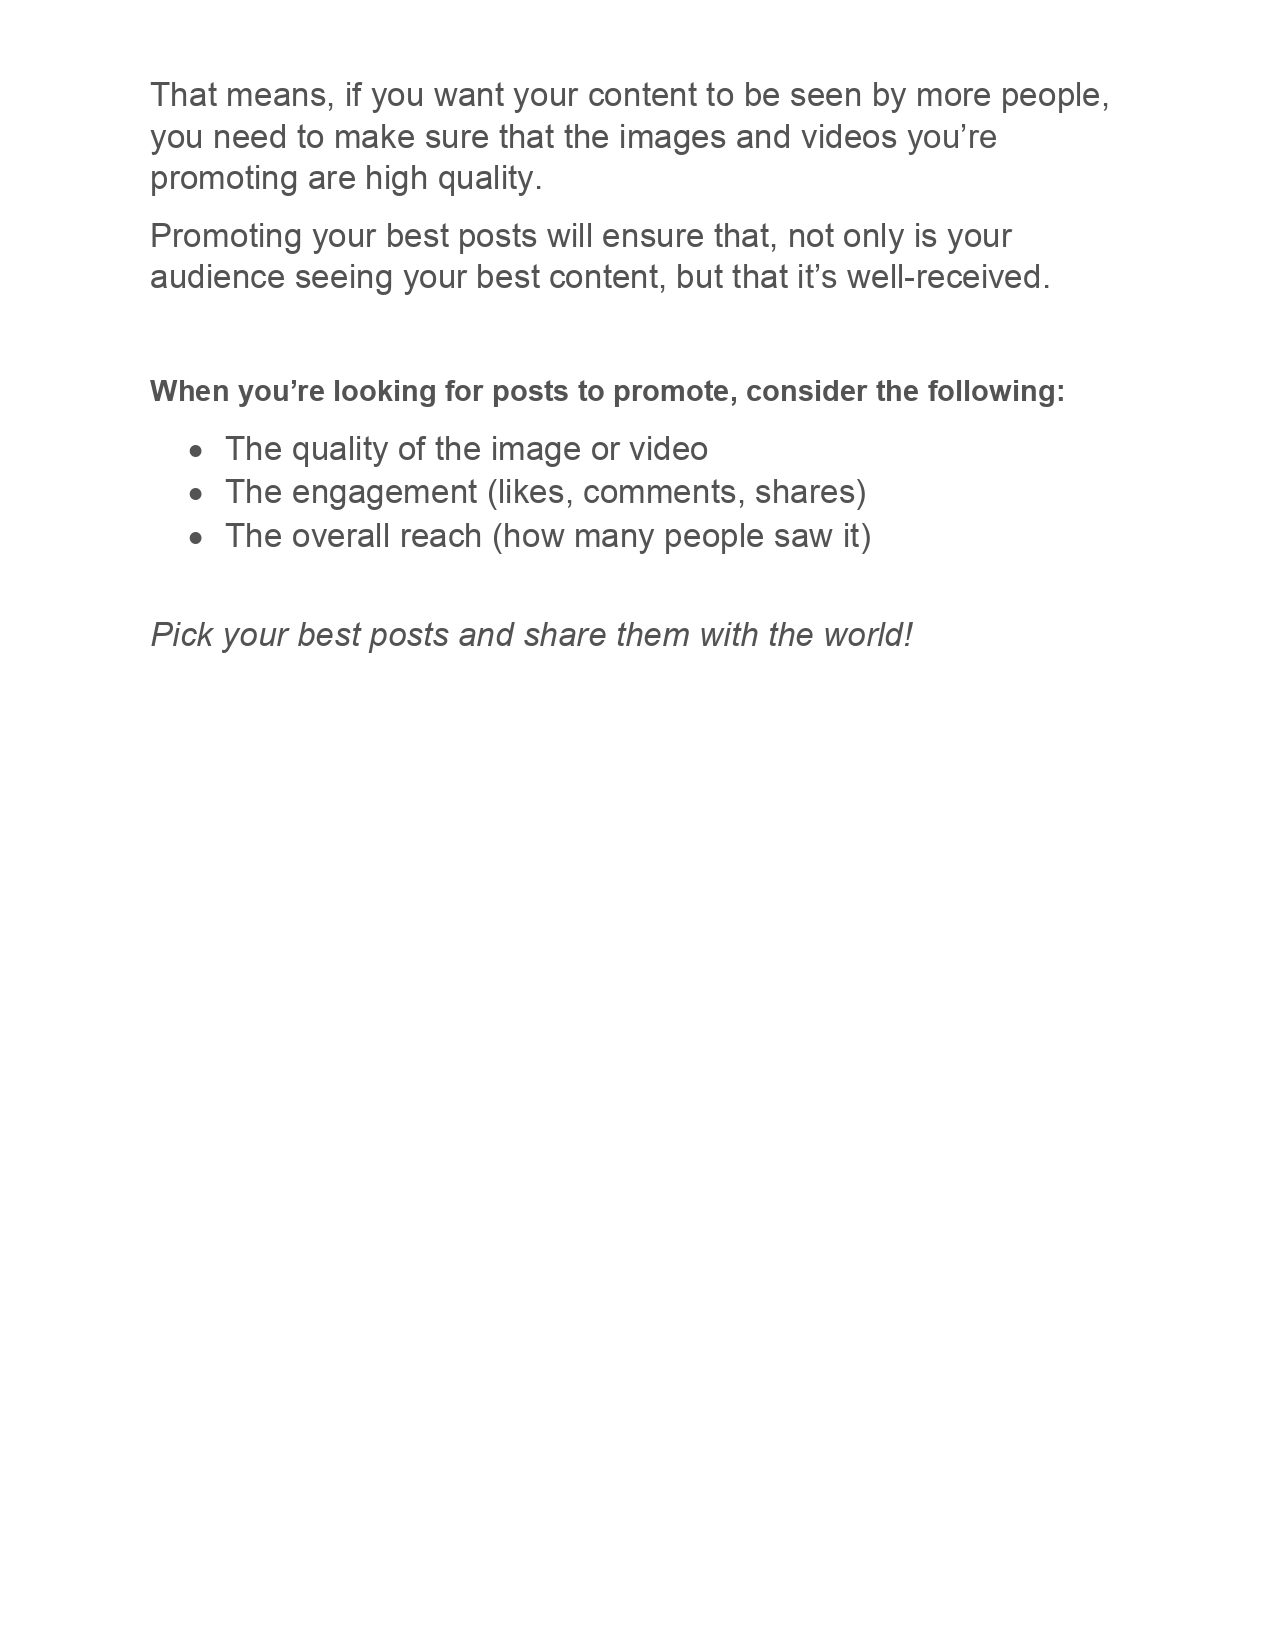 That means, if you want your content to be seen by more people,
you need to make sure that the images and videos you’re
promoting are high quality.
Promoting your best posts will ensure that, not only is your
audience seeing your best content, but that it’s well-received.
When you’re looking for posts to promote, consider the following:
• The quality of the image or video
• The engagement (likes, comments, shares)
• The overall reach (how many people saw it)
Pick your best posts and share them with the world!